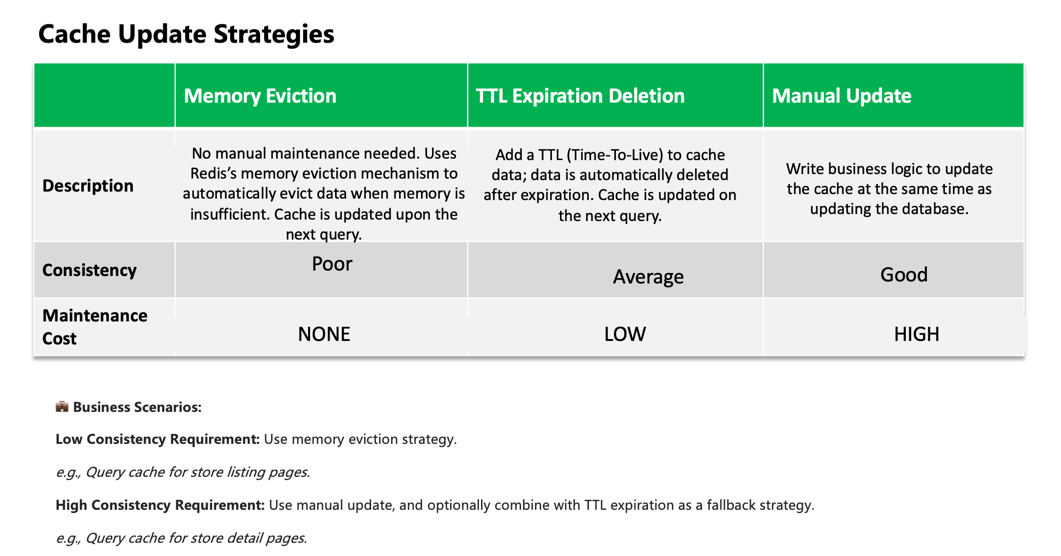 Cache Update Strategies
Memory Eviction
TTL Expiration Deletion
Manual Update
Description
No manual maintenance needed. Uses
Redis’s memory eviction mechanism to
automatically evict data when memory is
insufficient. Cache is updated upon the
next query.
Add a TTL (Time-To-Live) to cache
data; data is automatically deleted
after expiration. Cache is updated on
the next query.
Write business logic to update
the cache at the same time as
updating the database.
Consistency
Poor
Average
Good
Maintenance
Cost
NONE
LOW
HIGH
Business Scenarios:
Low Consistency Requirement: Use memory eviction strategy.
e.g., Query cache for store listing pages.
High Consistency Requirement: Use manual update, and optionally combine with TTL expiration as a fallback strategy.
e.g., Query cache for store detail pages.